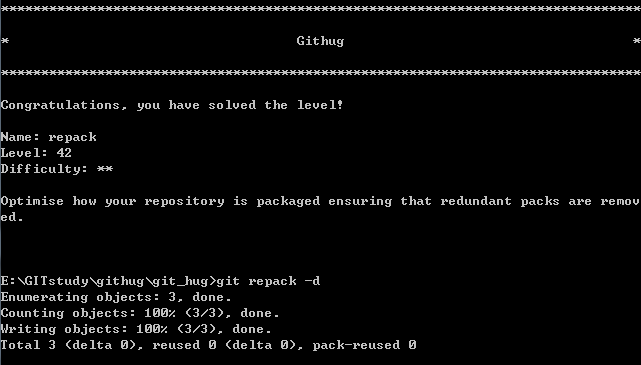 ********************************************************************************
* Githug *
********************************************************************************
Congratulations, you have solved the level!
Name: repack
Level: 42
Difficulty: **
Optimise how your repository is packaged ensuring that redundant packs are remov
ed.
E:\GITstudy\githug\git_hug>git repack -d
Enumerating objects: 3, done.
Counting objects: 100% (3/3), done.
Writing objects: 100% (3/3), done.
Total 3 (delta 0), reused 0 (delta 0), pack-reused 0